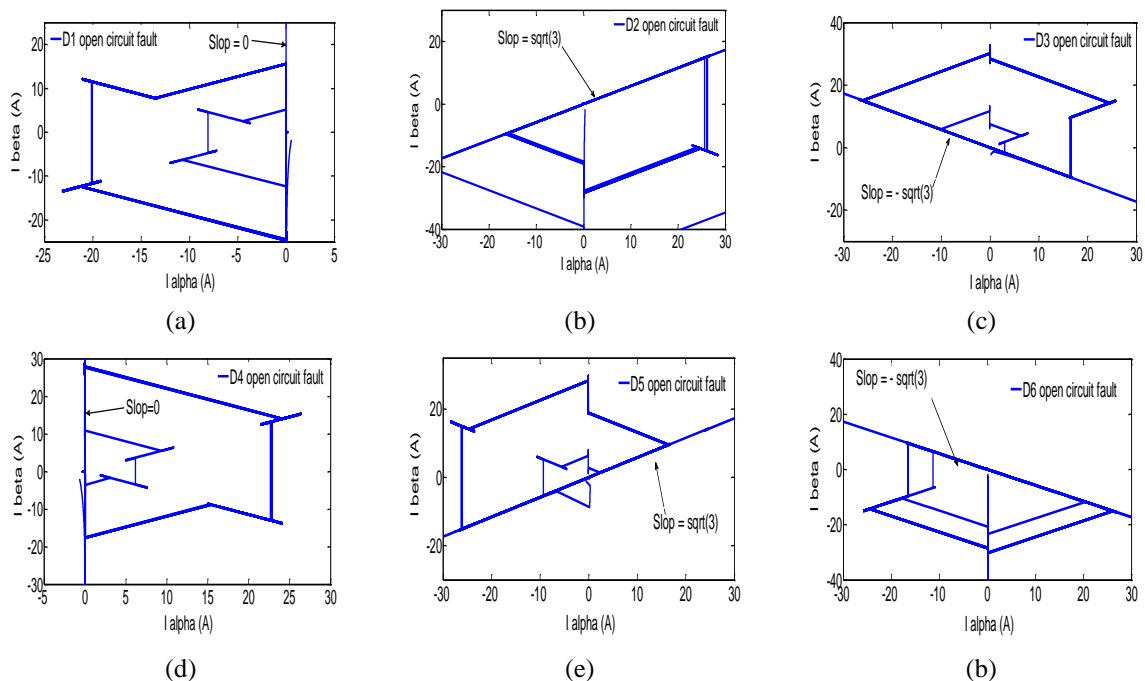 D1 open circuit fault
Slop = 0
I beta (A)
20
10
0
-10
-20
-25
-20
-15
-10
-5
0
5
I alpha (A)
(a)
D2 open circuit fault
Slop = sqrt(3)
I beta (A)
20
0
-20
-40
-30
-20
-10
0
10
20
30
I alpha (A)
(b)
D3 open circuit fault
Slop = - sqrt(3)
I beta (A)
40
20
0
-20
-30
-20
-10
0
10
20
30
I alpha (A)
(c)
D4 open circuit fault
Slop=0
I beta (A)
30
20
10
0
-10
-20
-30
-5
0
5
10
15
20
25
30
I alpha (A)
(d)
D5 open circuit fault
Slop = sqrt(3)
I beta (A)
20
0
-20
-30
-20
-10
0
10
20
30
I alpha (A)
(e)
D6 open circuit fault
Slop = - sqrt(3)
I beta (A)
40
20
0
-20
-40
-30
-20
-10
0
10
20
30
I alpha (A)
(b)